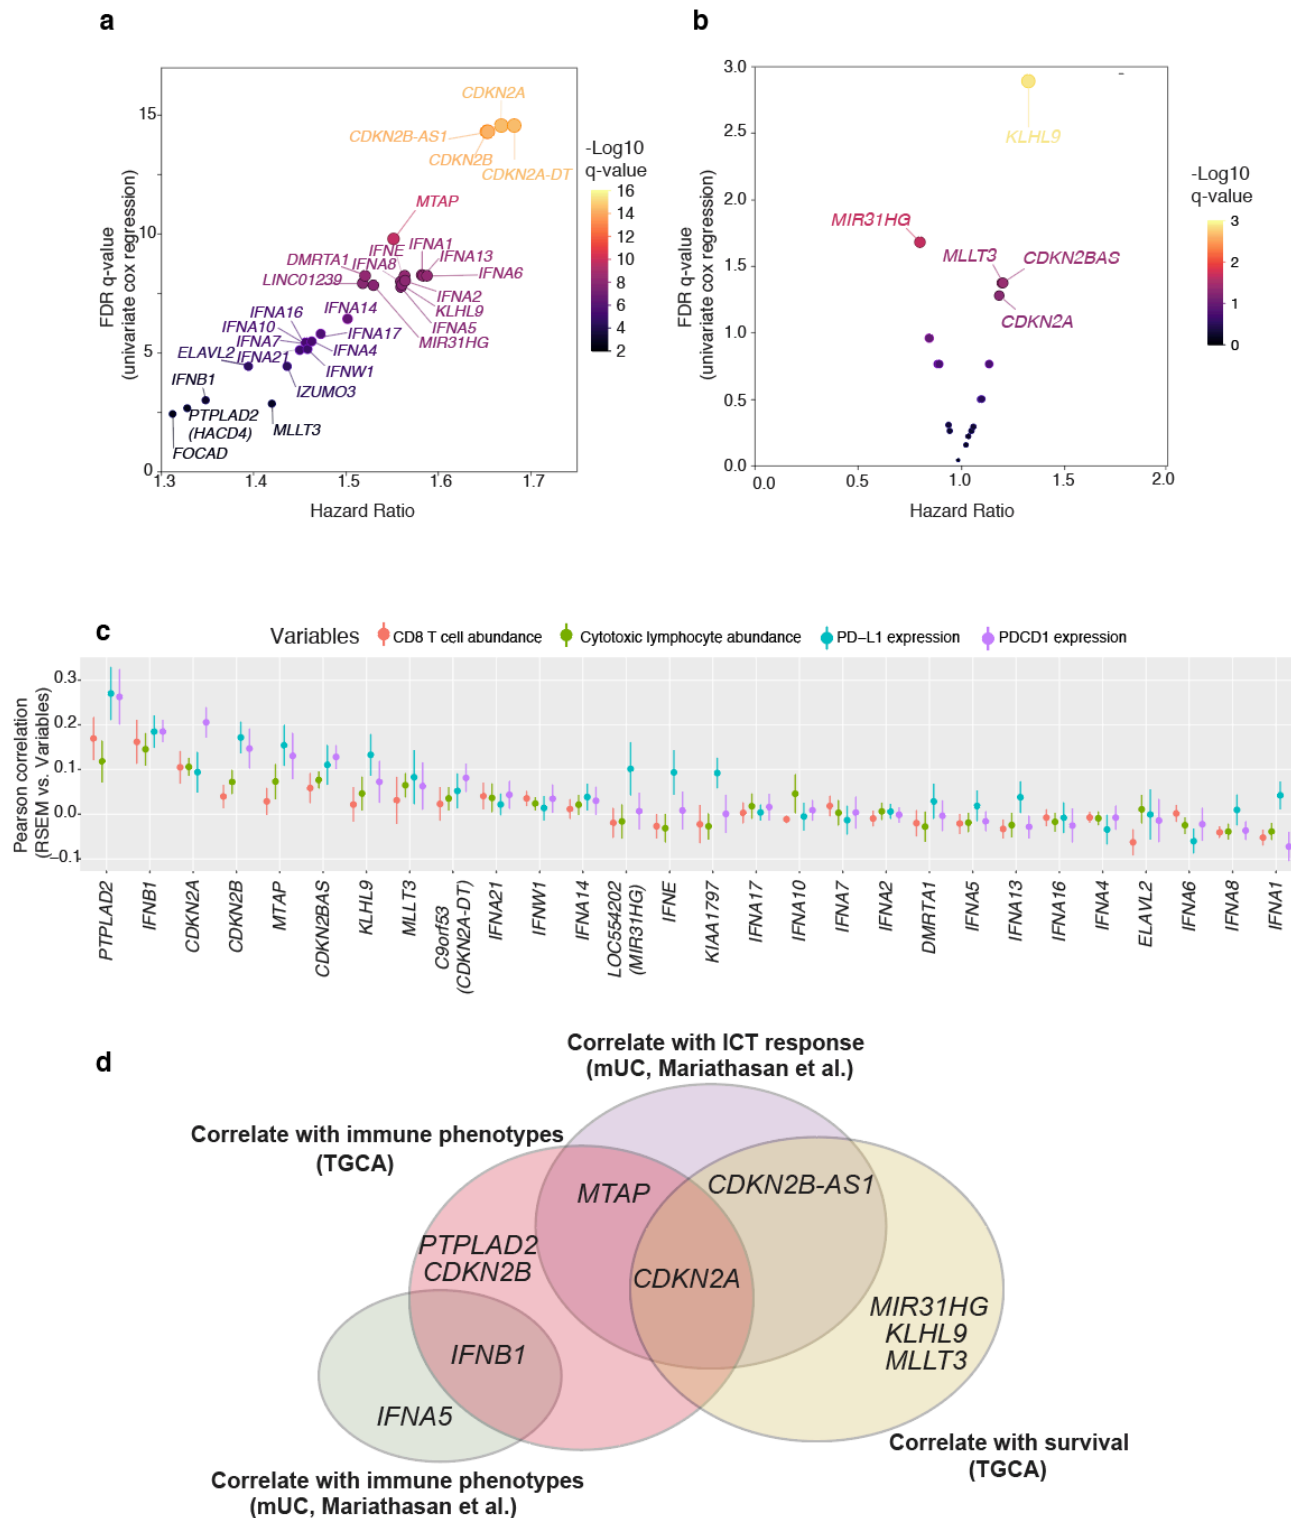 a
CDKN2A
CDKN2B-AS1
CDKN2B
CDKN2A-DT
MTAP
IFNE
IFNA1
DMRTA1
IFNA8
IFNA13
LINC01239
IFNA6
IFNA2
KLHL9
IFNA5
MIR31HG
IFNA16
IFNA14
IFNA10
IFNA17
IFNA7
IFNA4
ELAVL2
IFNA21
IFNW1
IFNB1
IZUMO3
PTPLAD2
(HACD4)
MLLT3
FOCAD
15
10
5
0
1.3
1.4
1.5
1.6
1.7
Hazard Ratio
FDR q-value
(univariate cox regression)
-Log10
q-value
16
14
12
10
8
6
4
2
b
KLHL9
MIR31HG
MLLT3
CDKN2BAS
CDKN2A
3.0
2.5
2.0
1.5
1.0
0.5
0.0
0.0
0.5
1.0
1.5
2.0
Hazard Ratio
FDR q-value
(univariate cox regression)
-Log10
q-value
3
2
1
0
c
Variables
CD8 T cell abundance
Cytotoxic lymphocyte abundance
PD–L1 expression
PDCD1 expression
Pearson correlation
(RSEM vs. Variables)
0.3
0.2
0.1
0.0
–0.1
PTPLAD2
IFNB1
CDKN2A
CDKN2B
MTAP
CDKN2BAS
KLHL9
MLLT3
C9orf53
(CDKN2A-DT)
IFNA21
IFNW1
IFNA14
LOC554202
(MIR31HG)
IFNE
KIAA1797
IFNA17
IFNA10
IFNA7
IFNA2
DMRTA1
IFNA5
IFNA13
IFNA16
IFNA4
ELAVL2
IFNA6
IFNA8
IFNA1
d
Correlate with ICT response
(mUC, Mariathasan et al.)
Correlate with immune phenotypes
(TGCA)
MTAP
CDKN2B-AS1
PTPLAD2
CDKN2B
CDKN2A
MIR31HG
KLHL9
MLLT3
IFNB1
IFNA5
Correlate with survival
(TGCA)
Correlate with immune phenotypes
(mUC, Mariathasan et al.)